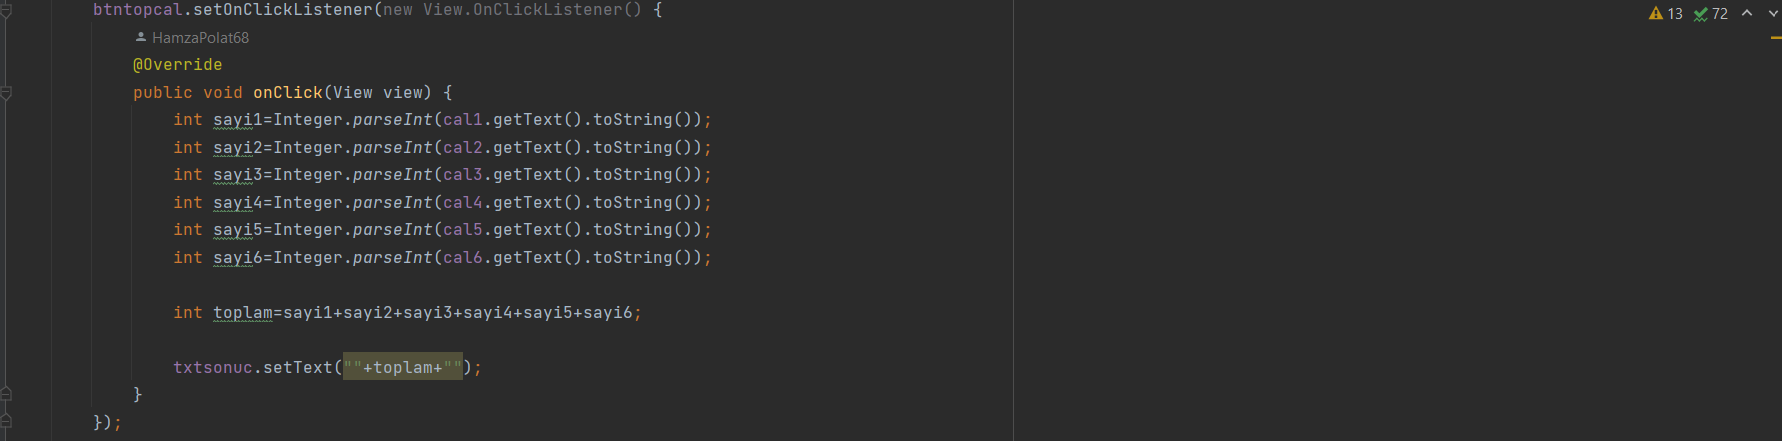 btntopcal.setOnClickListener(new View.OnClickListener() {
13 72
HamzaPolat68
@Override
public void onClick(View view) {
int sayi1=Integer.parseInt(cal1.getText().toString());
int sayi2=Integer.parseInt(cal2.getText().toString());
int sayi3=Integer.parseInt(cal3.getText().toString());
int sayi4=Integer.parseInt(cal4.getText().toString());
int sayi5=Integer.parseInt(cal5.getText().toString());
int sayi6=Integer.parseInt(cal6.getText().toString());
int toplam=sayi1+sayi2+sayi3+sayi4+sayi5+sayi6;
txtsonuc.setText(""+toplam+"");
}
});